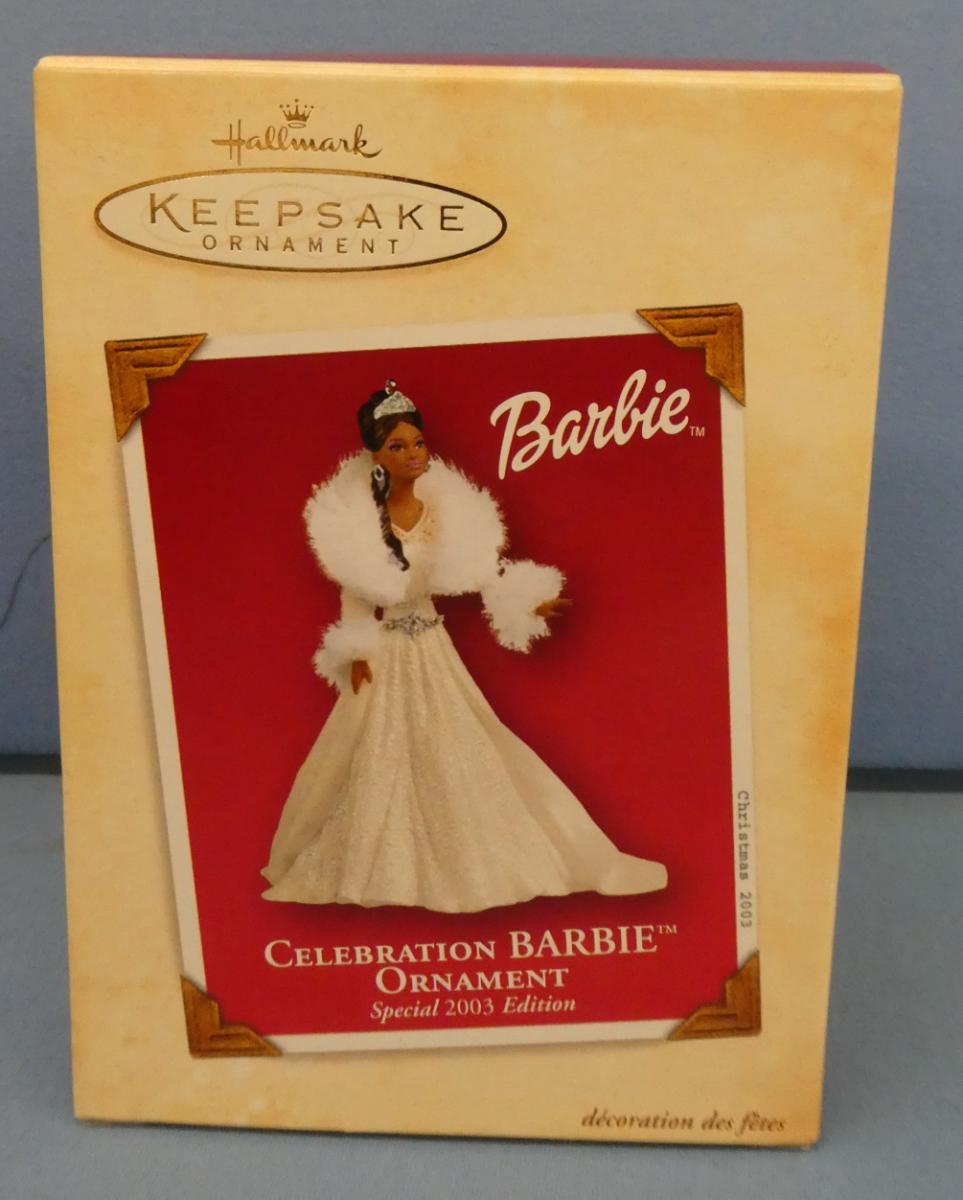 Hallmark
KEEPSAKE
ORNAMENT
Barbie™
Christmas 2003
CELEBRATION BARBIE™
ORNAMENT
Special 2003 Edition
décoration des fêtes